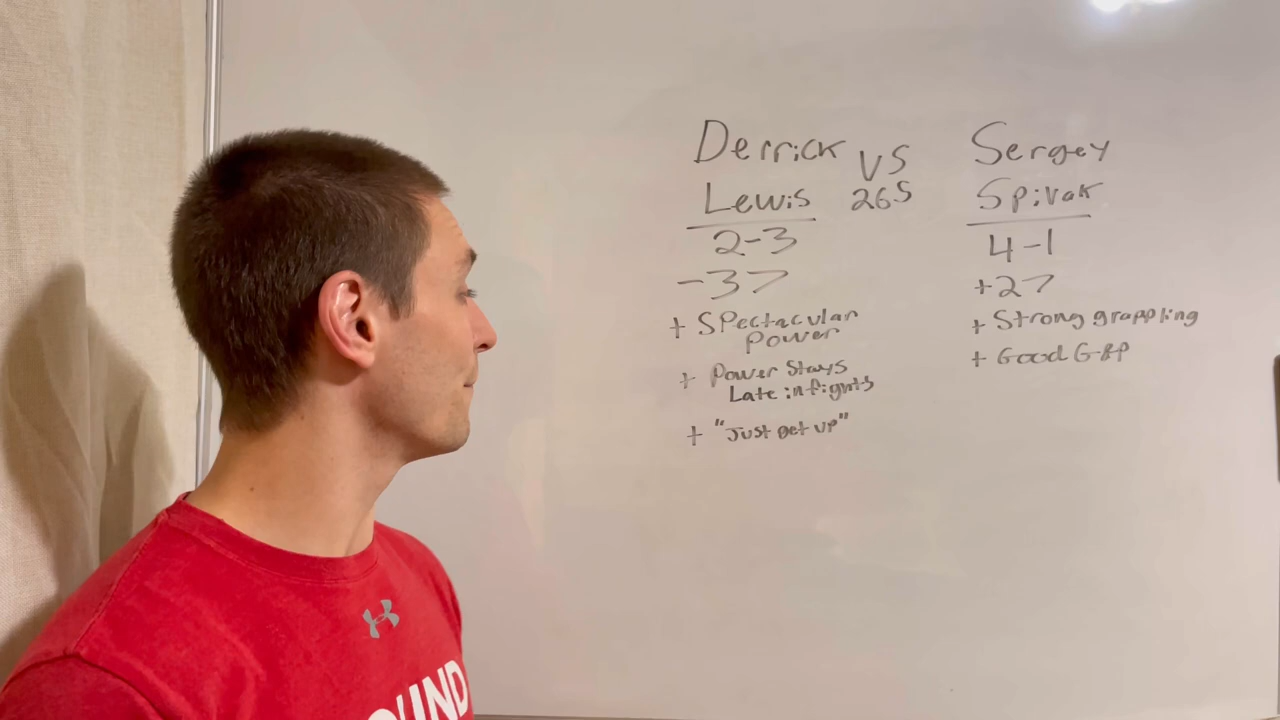 Derrick VS Sergey
Lewis 265 Spivak
2-3 4-1
-37 +27
+ Spectacular + Strong grappling
Power
+ Power Stays + Good G&P
Late in fights
+ "Just get up"
OUND